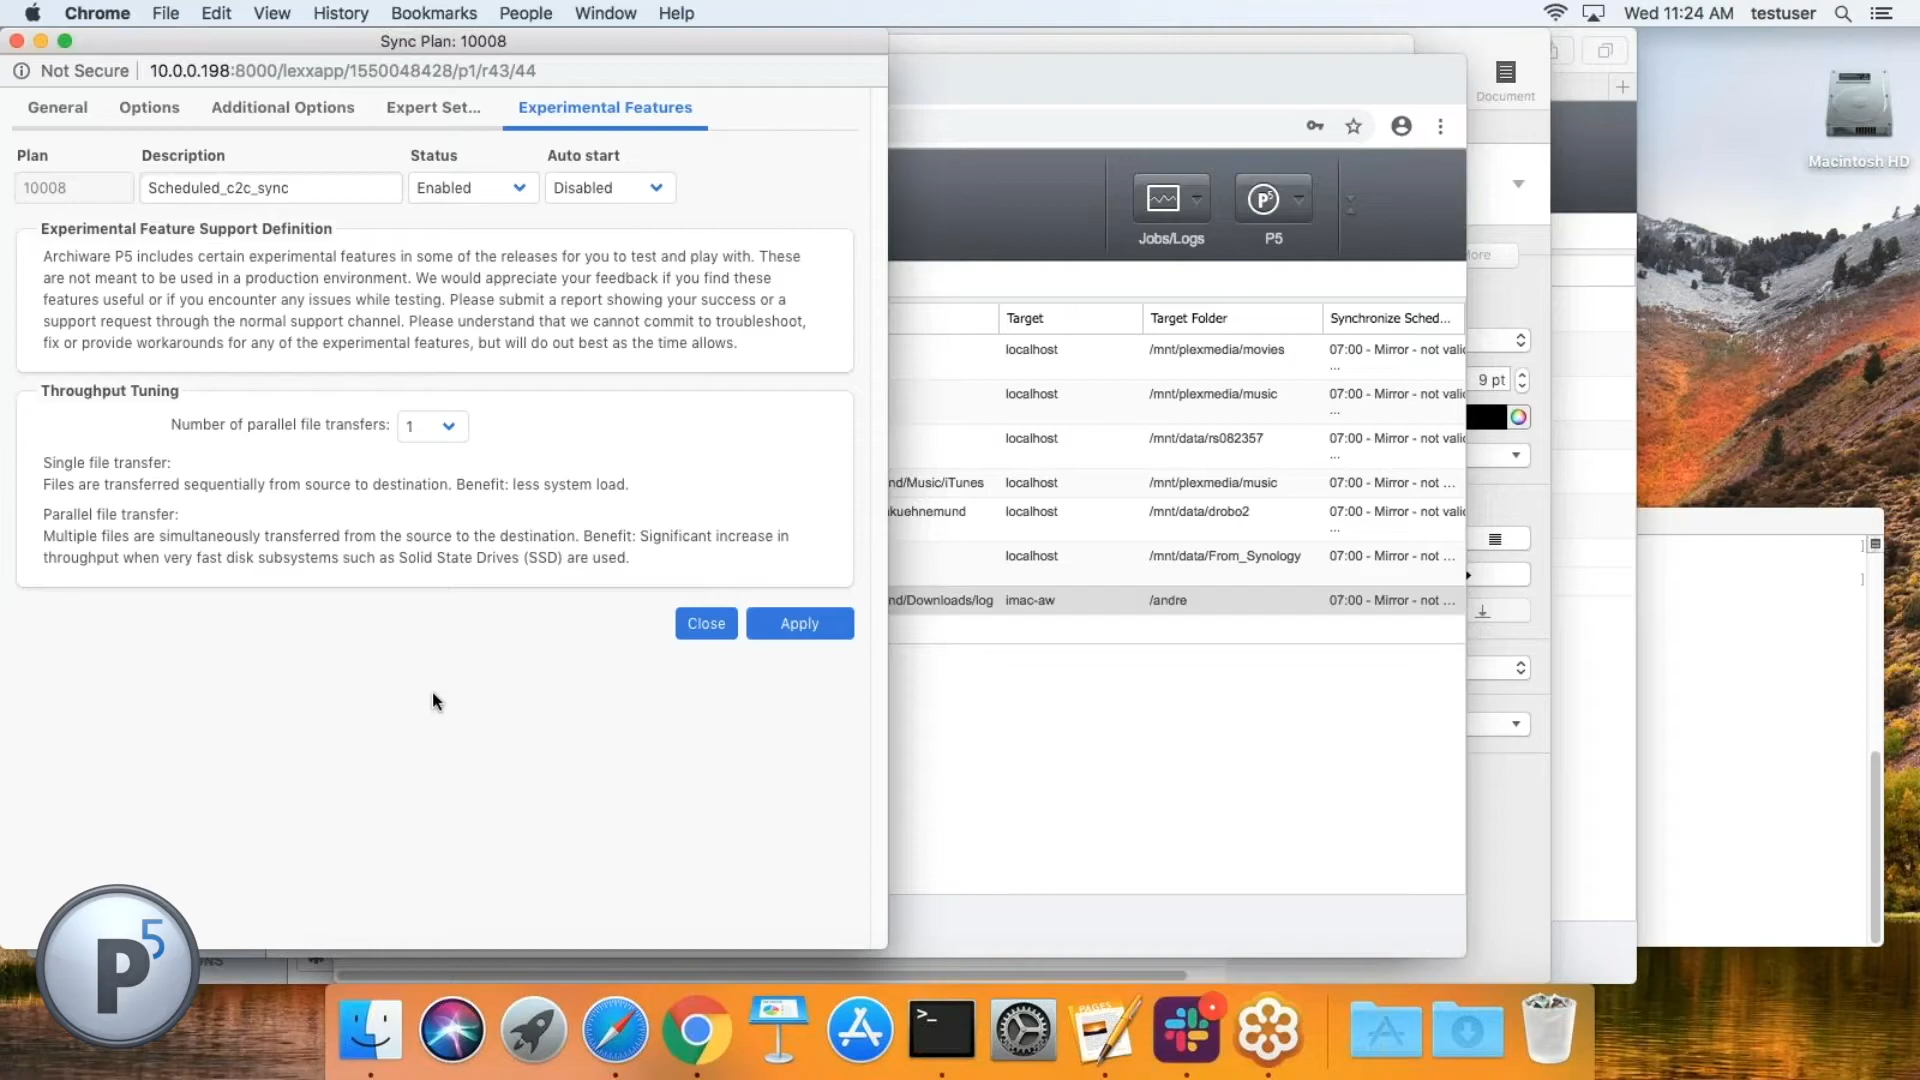 Chrome File Edit View History Bookmarks People Window Help Wed 11:24 AM testuser
Sync Plan: 10008
Not Secure 10.0.0.198:8000/lexxapp/1550048428/p1/r43/44
General Options Additional Options Expert Set... Experimental Features
Plan Description Status Auto start
10008 Scheduled_c2c_sync Enabled Disabled
Experimental Feature Support Definition
Archiware P5 includes certain experimental features in some of the releases for you to test and play with. These
are not meant to be used in a production environment. We would appreciate your feedback if you find these
features useful or if you encounter any issues while testing. Please submit a report showing your success or a
support request through the normal support channel. Please understand that we cannot commit to troubleshoot,
fix or provide workarounds for any of the experimental features, but will do out best as the time allows.
Throughput Tuning
Number of parallel file transfers: 1
Single file transfer:
Files are transferred sequentially from source to destination. Benefit: less system load.
Parallel file transfer:
Multiple files are simultaneously transferred from the source to the destination. Benefit: Significant increase in
throughput when very fast disk subsystems such as Solid State Drives (SSD) are used.
Close Apply
Jobs/Logs P5
P5
Target Target Folder Synchronize Sched...
localhost /mnt/plexmedia/movies 07:00 - Mirror - not valid
...
localhost /mnt/plexmedia/music 07:00 - Mirror - not valid
...
localhost /mnt/data/rs082357 07:00 - Mirror - not valid
...
nd/Music/iTunes localhost /mnt/plexmedia/music 07:00 - Mirror - not ...
kuehnemund localhost /mnt/data/drobo2 07:00 - Mirror - not valid
...
localhost /mnt/data/From_Synology 07:00 - Mirror - not ...
nd/Downloads/log imac-aw /andre 07:00 - Mirror - not ...
Document
9 pt
Macintosh HD
P5
PAGES